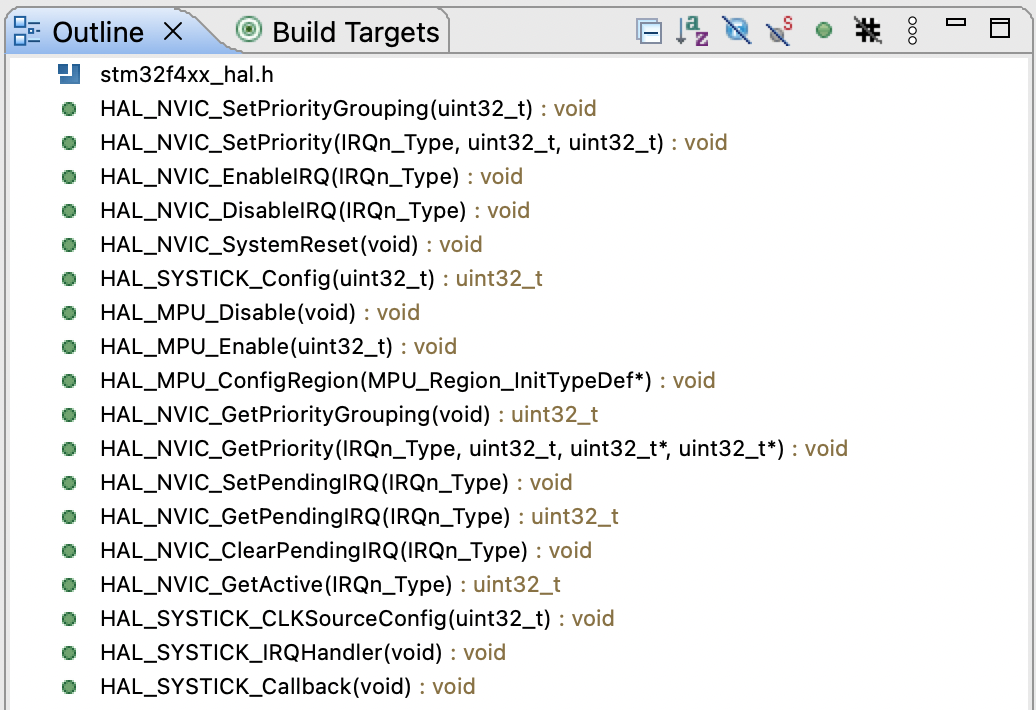 Outline Build Targets
stm32f4xx_hal.h
HAL_NVIC_SetPriorityGrouping(uint32_t) : void
HAL_NVIC_SetPriority(IRQn_Type, uint32_t, uint32_t) : void
HAL_NVIC_EnableIRQ(IRQn_Type) : void
HAL_NVIC_DisableIRQ(IRQn_Type) : void
HAL_NVIC_SystemReset(void) : void
HAL_SYSTICK_Config(uint32_t) : uint32_t
HAL_MPU_Disable(void) : void
HAL_MPU_Enable(uint32_t) : void
HAL_MPU_ConfigRegion(MPU_Region_InitTypeDef*) : void
HAL_NVIC_GetPriorityGrouping(void) : uint32_t
HAL_NVIC_GetPriority(IRQn_Type, uint32_t, uint32_t*, uint32_t*) : void
HAL_NVIC_SetPendingIRQ(IRQn_Type) : void
HAL_NVIC_GetPendingIRQ(IRQn_Type) : uint32_t
HAL_NVIC_ClearPendingIRQ(IRQn_Type) : void
HAL_NVIC_GetActive(IRQn_Type) : uint32_t
HAL_SYSTICK_CLKSourceConfig(uint32_t) : void
HAL_SYSTICK_IRQHandler(void) : void
HAL_SYSTICK_Callback(void) : void